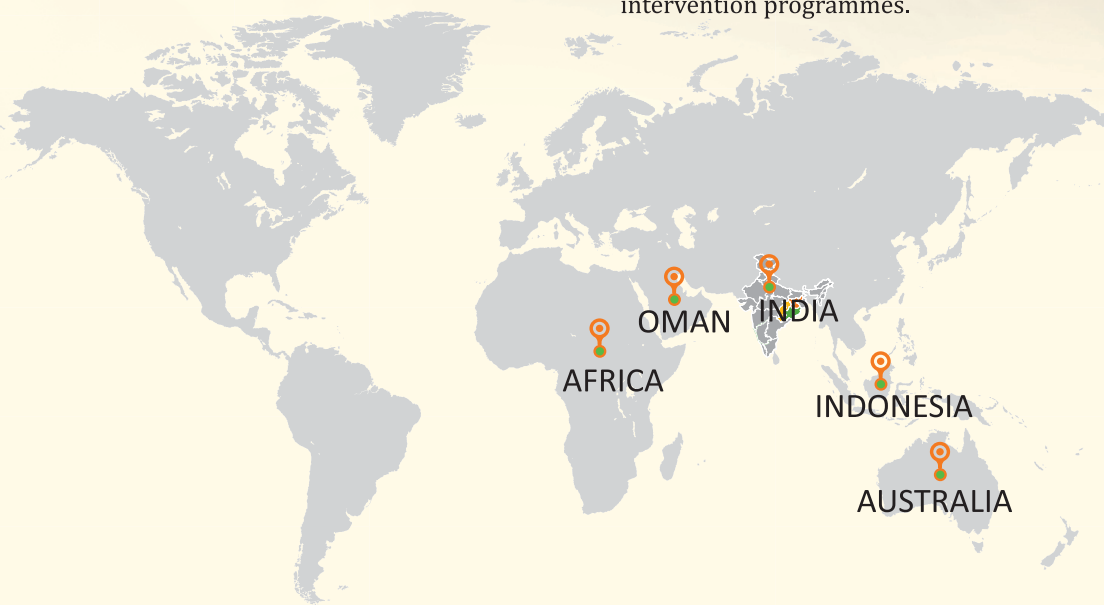 intervention programmes.
INDIA
OMAN
AFRICA
INDONESIA
AUSTRALIA